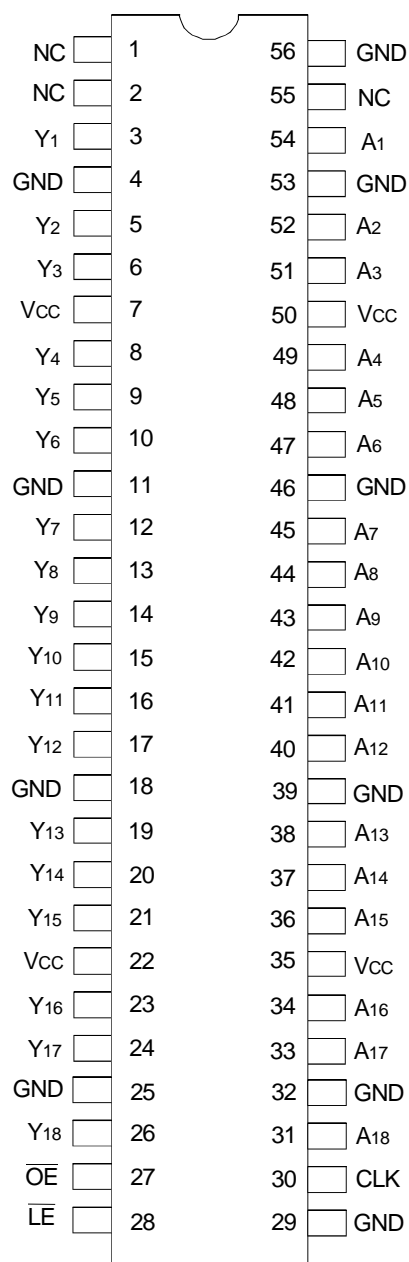 NC 1 56 GND
NC 2 55 NC
Y1 3 54 A1
GND 4 53 GND
Y2 5 52 A2
Y3 6 51 A3
VCC 7 50 VCC
Y4 8 49 A4
Y5 9 48 A5
Y6 10 47 A6
GND 11 46 GND
Y7 12 45 A7
Y8 13 44 A8
Y9 14 43 A9
Y10 15 42 A10
Y11 16 41 A11
Y12 17 40 A12
GND 18 39 GND
Y13 19 38 A13
Y14 20 37 A14
Y15 21 36 A15
VCC 22 35 VCC
Y16 23 34 A16
Y17 24 33 A17
GND 25 32 GND
Y18 26 31 A18
O̅E̅ 27 30 CLK
L̅E̅ 28 29 GND